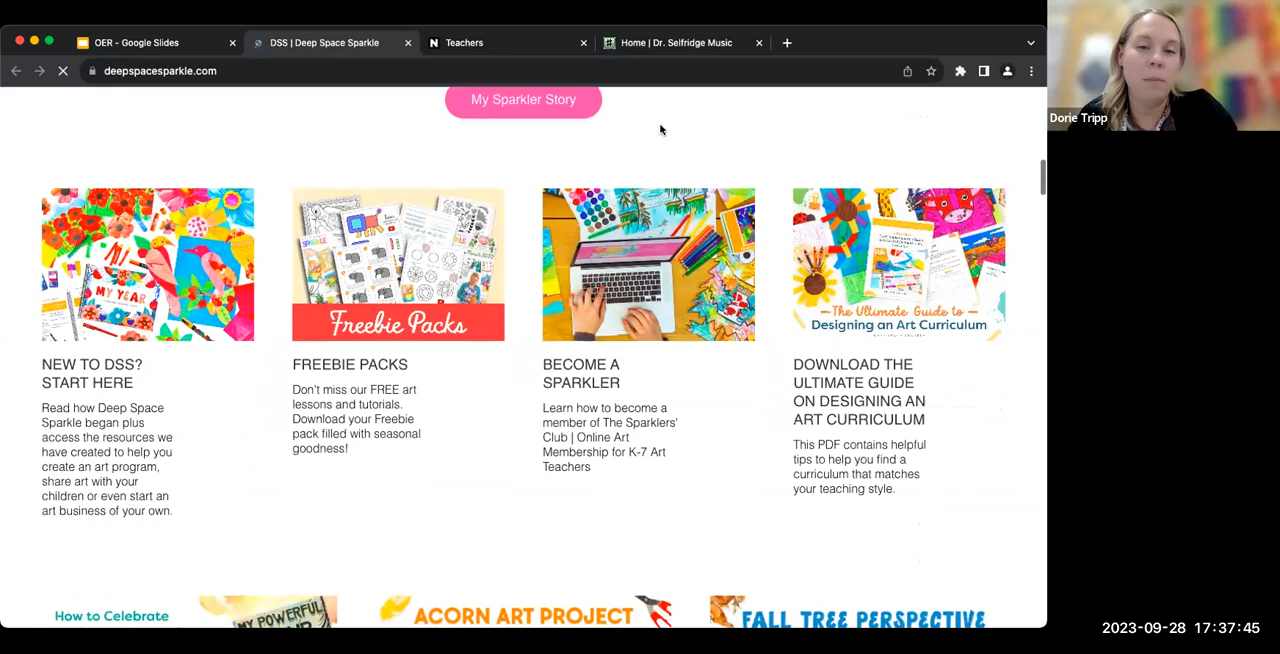 OER - Google Slides
DSS | Deep Space Sparkle
Teachers
Home | Dr. Selfridge Music
deepspacesparkle.com
Dorie Tripp
My Sparkler Story
MY YEAR
Freebie Packs
The Ultimate Guide to
Designing an Art Curriculum
NEW TO DSS?
START HERE
Read how Deep Space
Sparkle began plus
access the resources we
have created to help you
create an art program,
share art with your
children or even start an
art business of your own.
FREEBIE PACKS
Don't miss our FREE art
lessons and tutorials.
Download your Freebie
pack filled with seasonal
goodness!
BECOME A
SPARKLER
Learn how to become a
member of The Sparklers'
Club | Online Art
Membership for K-7 Art
Teachers
DOWNLOAD THE
ULTIMATE GUIDE
ON DESIGNING AN
ART CURRICULUM
This PDF contains helpful
tips to help you find a
curriculum that matches
your teaching style.
How to Celebrate
MY POWERFUL
ACORN ART PROJECT
FALL TREE PERSPECTIVE
2023-09-28 17:37:45